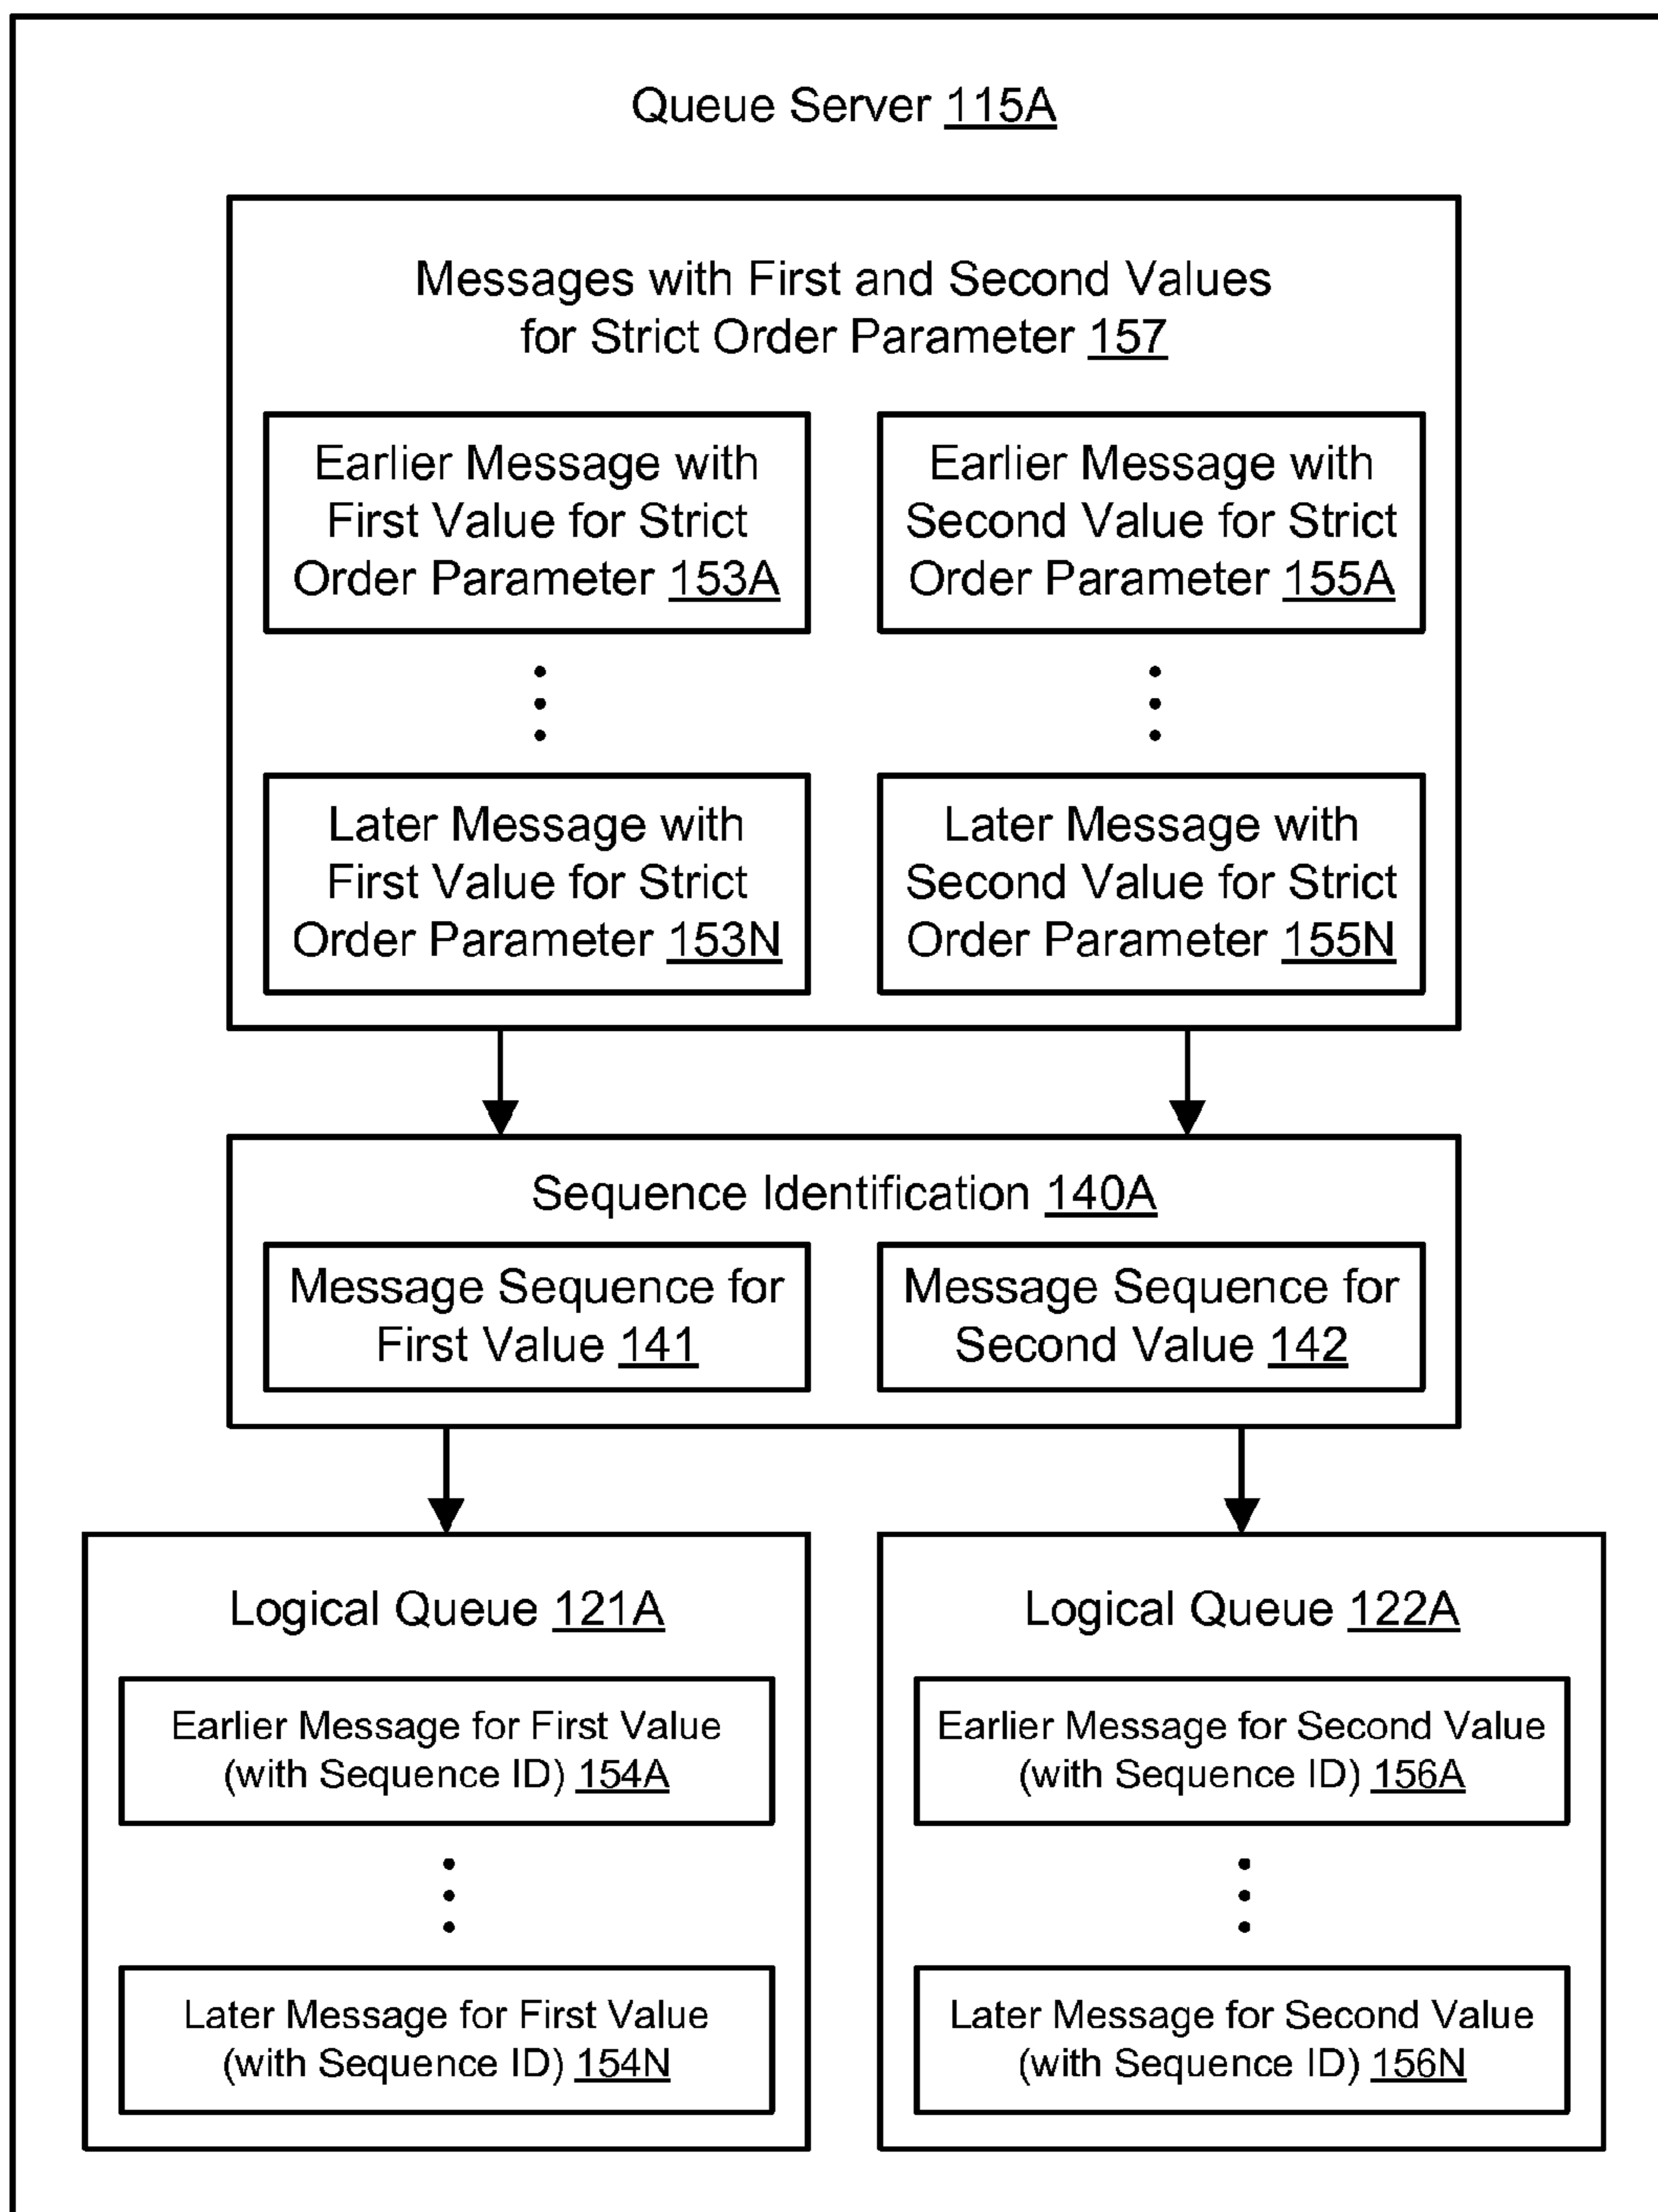 Queue Server 115A
Messages with First and Second Values
for Strict Order Parameter 157
Earlier Message with
First Value for Strict
Order Parameter 153A
Earlier Message with
Second Value for Strict
Order Parameter 155A
Later Message with
First Value for Strict
Order Parameter 153N
Later Message with
Second Value for Strict
Order Parameter 155N
Sequence Identification 140A
Message Sequence for
First Value 141
Message Sequence for
Second Value 142
Logical Queue 121A
Earlier Message for First Value
(with Sequence ID) 154A
Later Message for First Value
(with Sequence ID) 154N
Logical Queue 122A
Earlier Message for Second Value
(with Sequence ID) 156A
Later Message for Second Value
(with Sequence ID) 156N